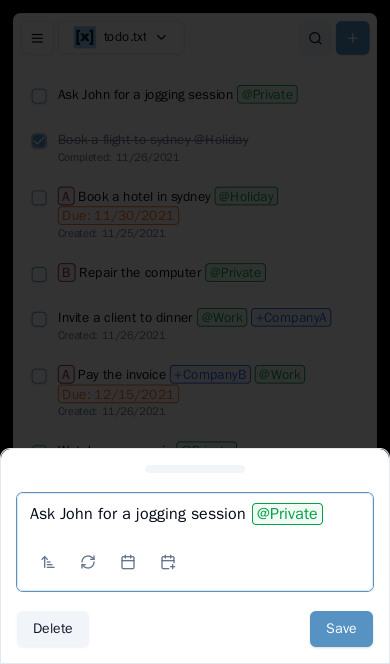 [x] todo.txt
Ask John for a jogging session @Private
Book a flight to sydney @Holiday
Completed: 11/26/2021
A Book a hotel in sydney @Holiday
Due: 11/30/2021
Created: 11/25/2021
B Repair the computer @Private
Invite a client to dinner @Work +CompanyA
Created: 11/26/2021
A Pay the invoice +CompanyB @Work
Due: 12/15/2021
Created: 11/26/2021
Ask John for a jogging session @Private
Delete Save